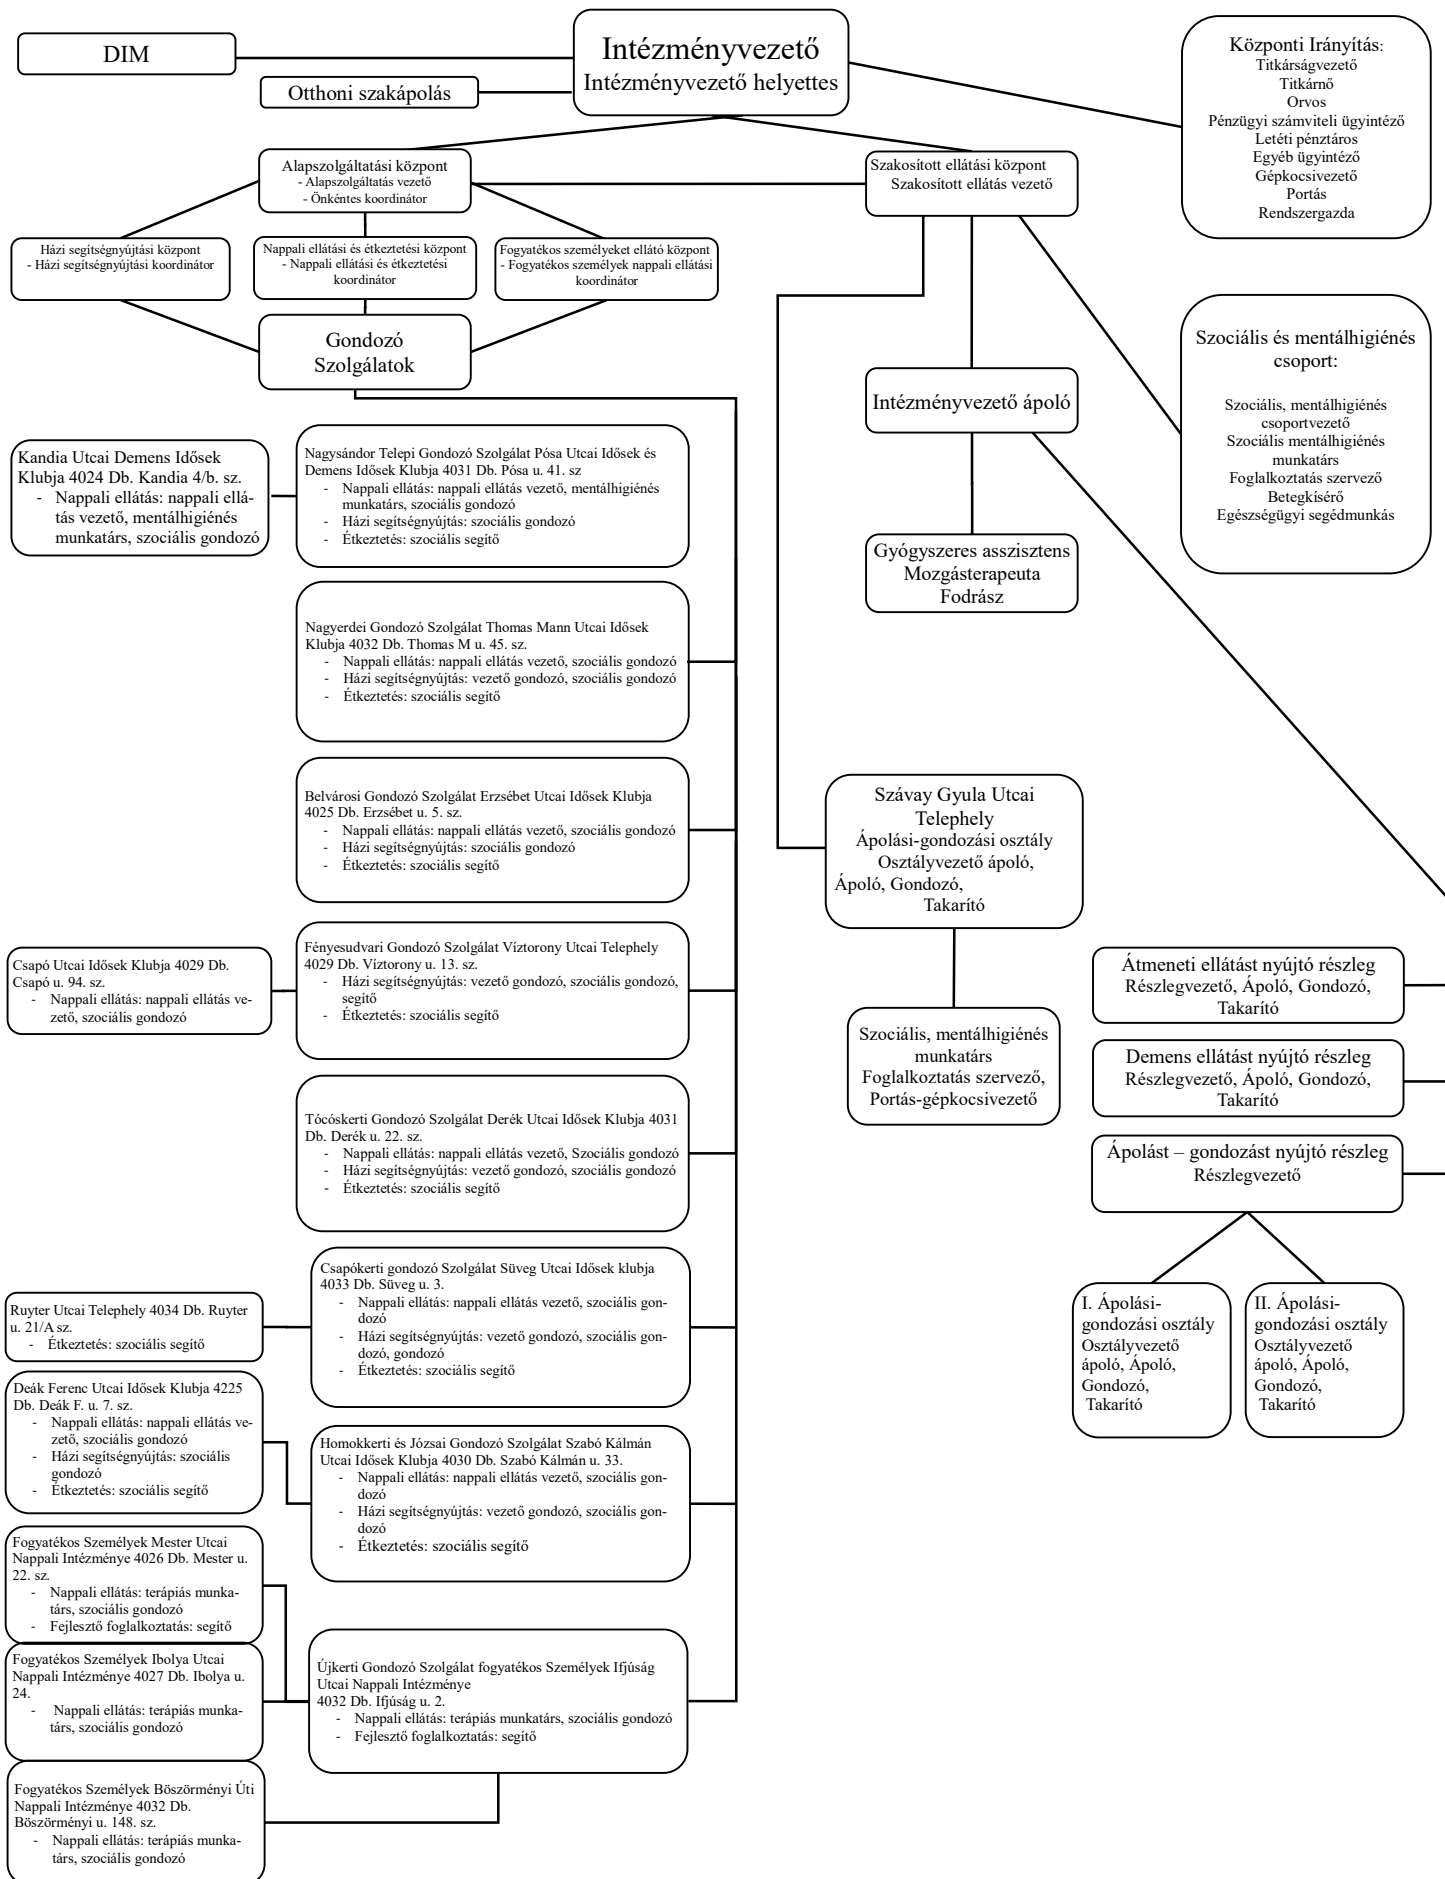 DIM
Intézményvezető
Intézményvezető helyettes
Otthoni szakápolás
Központi Irányítás:
Titkárságvezető
Titkárnő
Orvos
Pénzügyi számviteli ügyintéző
Letéti pénztáros
Egyéb ügyintéző
Gépkocsivezető
Portás
Rendszergazda
Alapszolgáltatási központ
- Alapszolgáltatás vezető
- Önkéntes koordinátor
Szakosított ellátási központ
Szakosított ellátás vezető
Házi segítségnyújtási központ
- Házi segítségnyújtási koordinátor
Nappali ellátási és étkeztetési központ
- Nappali ellátási és étkeztetési
koordinátor
Fogyatékos személyeket ellátó központ
- Fogyatékos személyek nappali ellátási
koordinátor
Gondozó
Szolgálatok
Szociális és mentálhigiénés
csoport:
Szociális, mentálhigiénés
csoportvezető
Szociális mentálhigiénés
munkatárs
Foglalkoztatás szervező
Betegkísérő
Egészségügyi segédmunkás
Intézményvezető ápoló
Gyógyszeres asszisztens
Mozgásterapeuta
Fodrász
Kandia Utcai Demens Idősek
Klubja 4024 Db. Kandia 4/b. sz.
- Nappali ellátás: nappali ellá-
tás vezető, mentálhigiénés
munkatárs, szociális gondozó
Nagysándor Telepi Gondozó Szolgálat Pósa Utcai Idősek és
Demens Idősek Klubja 4031 Db. Pósa u. 41. sz
- Nappali ellátás: nappali ellátás vezető, mentálhigiénés
munkatárs, szociális gondozó
- Házi segítségnyújtás: szociális gondozó
- Étkeztetés: szociális segítő
Nagyerdei Gondozó Szolgálat Thomas Mann Utcai Idősek
Klubja 4032 Db. Thomas M u. 45. sz.
- Nappali ellátás: nappali ellátás vezető, szociális gondozó
- Házi segítségnyújtás: vezető gondozó, szociális gondozó
- Étkeztetés: szociális segítő
Belvárosi Gondozó Szolgálat Erzsébet Utcai Idősek Klubja
4025 Db. Erzsébet u. 5. sz.
- Nappali ellátás: nappali ellátás vezető, szociális gondozó
- Házi segítségnyújtás: szociális gondozó
- Étkeztetés: szociális segítő
Szávay Gyula Utcai
Telephely
Ápolási-gondozási osztály
Osztályvezető ápoló,
Ápoló, Gondozó,
Takarító
Csapó Utcai Idősek Klubja 4029 Db.
Csapó u. 94. sz.
- Nappali ellátás: nappali ellátás ve-
zető, szociális gondozó
Fényesudvari Gondozó Szolgálat Víztorony Utcai Telephely
4029 Db. Víztorony u. 13. sz.
- Házi segítségnyújtás: vezető gondozó, szociális gondozó,
segítő
- Étkeztetés: szociális segítő
Szociális, mentálhigiénés
munkatárs
Foglalkoztatás szervező,
Portás-gépkocsivezető
Átmeneti ellátást nyújtó részleg
Részlegvezető, Ápoló, Gondozó,
Takarító
Demens ellátást nyújtó részleg
Részlegvezető, Ápoló, Gondozó,
Takarító
Ápolást – gondozást nyújtó részleg
Részlegvezető
Tócóskerti Gondozó Szolgálat Derék Utcai Idősek Klubja 4031
Db. Derék u. 22. sz.
- Nappali ellátás: nappali ellátás vezető, Szociális gondozó
- Házi segítségnyújtás: vezető gondozó, szociális gondozó
- Étkeztetés: szociális segítő
I. Ápolási-
gondozási osztály
Osztályvezető
ápoló, Ápoló,
Gondozó,
Takarító
II. Ápolási-
gondozási osztály
Osztályvezető
ápoló, Ápoló,
Gondozó,
Takarító
Ruyter Utcai Telephely 4034 Db. Ruyter
u. 21/A sz.
- Étkeztetés: szociális segítő
Csapókerti gondozó Szolgálat Süveg Utcai Idősek klubja
4033 Db. Süveg u. 3.
- Nappali ellátás: nappali ellátás vezető, szociális gon-
dozó
- Házi segítségnyújtás: vezető gondozó, szociális gon-
dozó, gondozó
- Étkeztetés: szociális segítő
Deák Ferenc Utcai Idősek Klubja 4225
Db. Deák F. u. 7. sz.
- Nappali ellátás: nappali ellátás ve-
zető, szociális gondozó
- Házi segítségnyújtás: szociális
gondozó
- Étkeztetés: szociális segítő
Homokkerti és Józsai Gondozó Szolgálat Szabó Kálmán
Utcai Idősek Klubja 4030 Db. Szabó Kálmán u. 33.
- Nappali ellátás: nappali ellátás vezető, szociális gon-
dozó
- Házi segítségnyújtás: vezető gondozó, szociális gon-
dozó
- Étkeztetés: szociális segítő
Fogyatékos Személyek Mester Utcai
Nappali Intézménye 4026 Db. Mester u.
22. sz.
- Nappali ellátás: terápiás munka-
társ, szociális gondozó
- Fejlesztő foglalkoztatás: segítő
Fogyatékos Személyek Ibolya Utcai
Nappali Intézménye 4027 Db. Ibolya u.
24.
- Nappali ellátás: terápiás munka-
társ, szociális gondozó
Újkerti Gondozó Szolgálat fogyatékos Személyek Ifjúság
Utcai Nappali Intézménye
4032 Db. Ifjúság u. 2.
- Nappali ellátás: terápiás munkatárs, szociális gondozó
- Fejlesztő foglalkoztatás: segítő
Fogyatékos Személyek Böszörményi Úti
Nappali Intézménye 4032 Db.
Böszörményi u. 148. sz.
- Nappali ellátás: terápiás munka-
társ, szociális gondozó